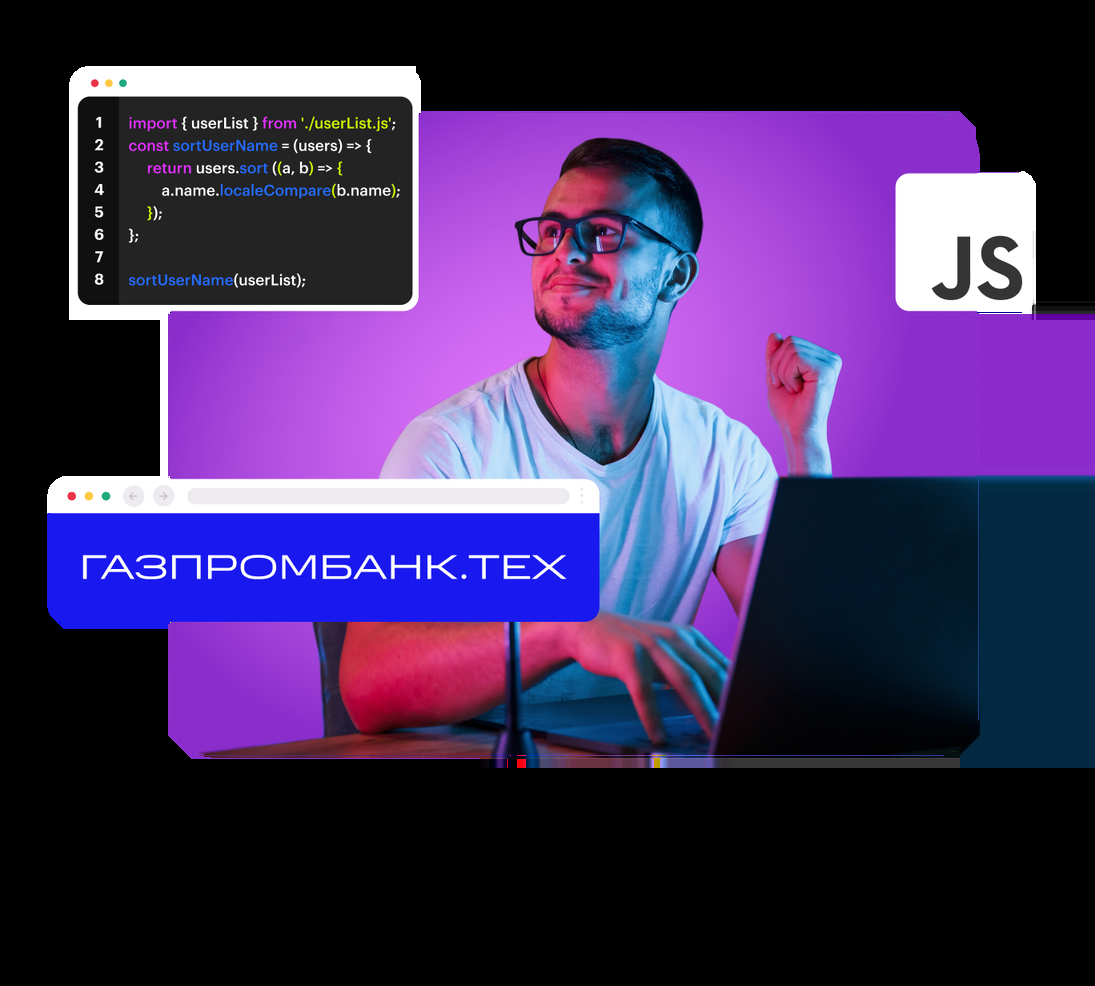 1 import { userList } from './userList.js';
2 const sortUserName = (users) => {
3 return users.sort ((a, b) => {
4 a.name.localeCompare(b.name);
5 });
6 };
7
8 sortUserName(userList);
JS
ГАЗПРОМБАНК.ТЕХ